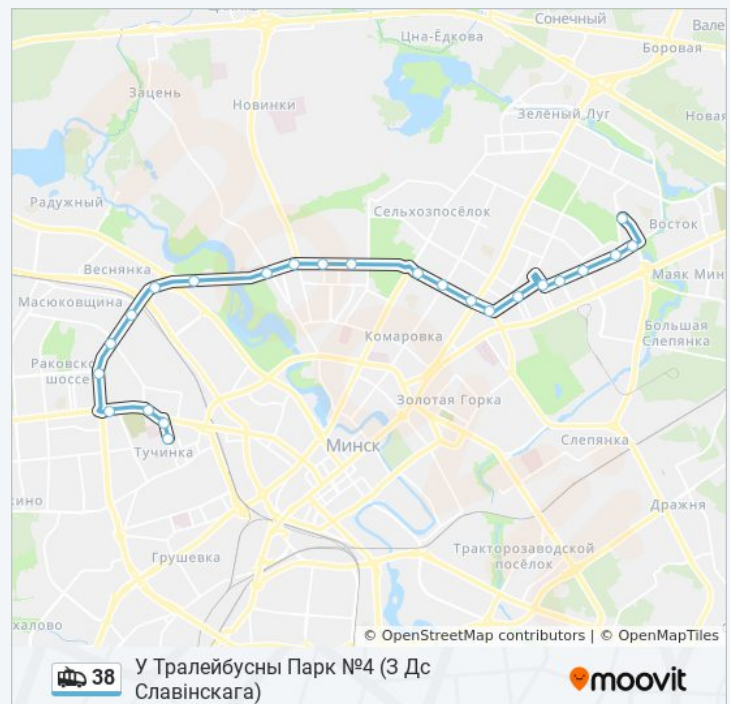 Сонечный
Цна-Ёдкова
Боровая
Зацень
Новинки
Зелёный Луг
Новая
Радужный
Сельхозпосёлок
Восток
Веснянка
Маяк Мин
Масюковщина
Большая
Слепянка
Комаровка
Раковско
шоссе
Золотая Горка
Минск
Слепянка
Тучинка
Дражня
Тракторозаводской
посёлок
Грушевка
халово
© OpenStreetMap contributors | © OpenMapTiles
38
У Тралейбусны Парк №4 (З Дс
Славінскага)
moovit